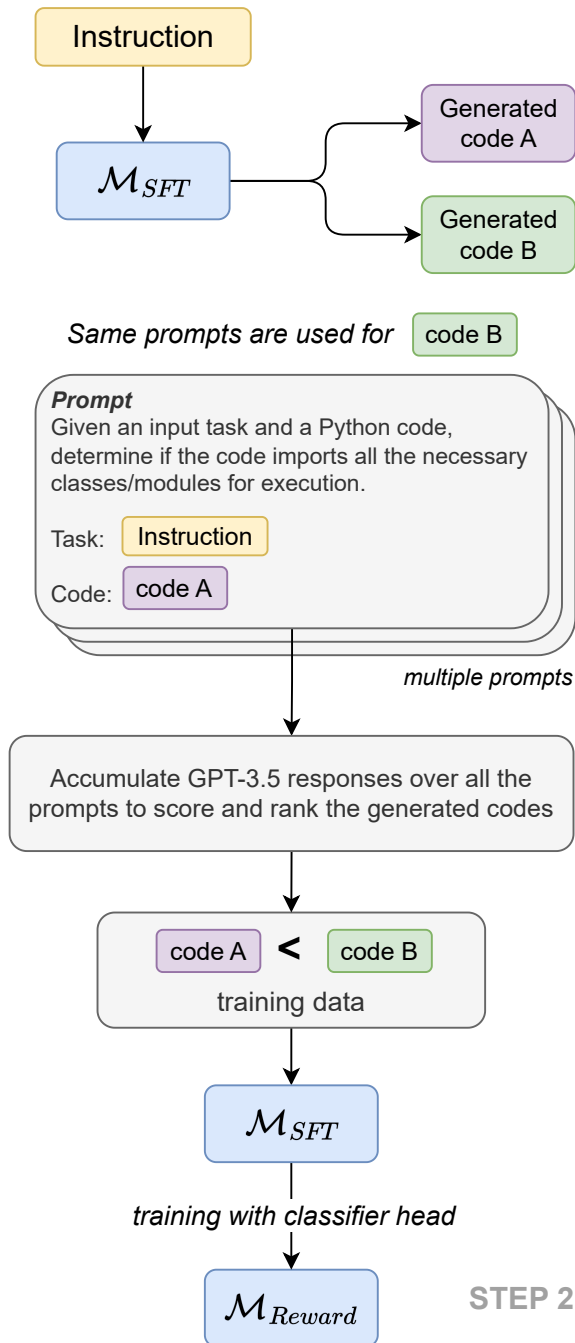 Instruction
M_SFT
Generated
code A
Generated
code B
Same prompts are used for code B
Prompt
Given an input task and a Python code,
determine if the code imports all the necessary
classes/modules for execution.
Task: Instruction
Code: code A
multiple prompts
Accumulate GPT-3.5 responses over all the
prompts to score and rank the generated codes
code A < code B
training data
M_SFT
training with classifier head
M_Reward
STEP 2